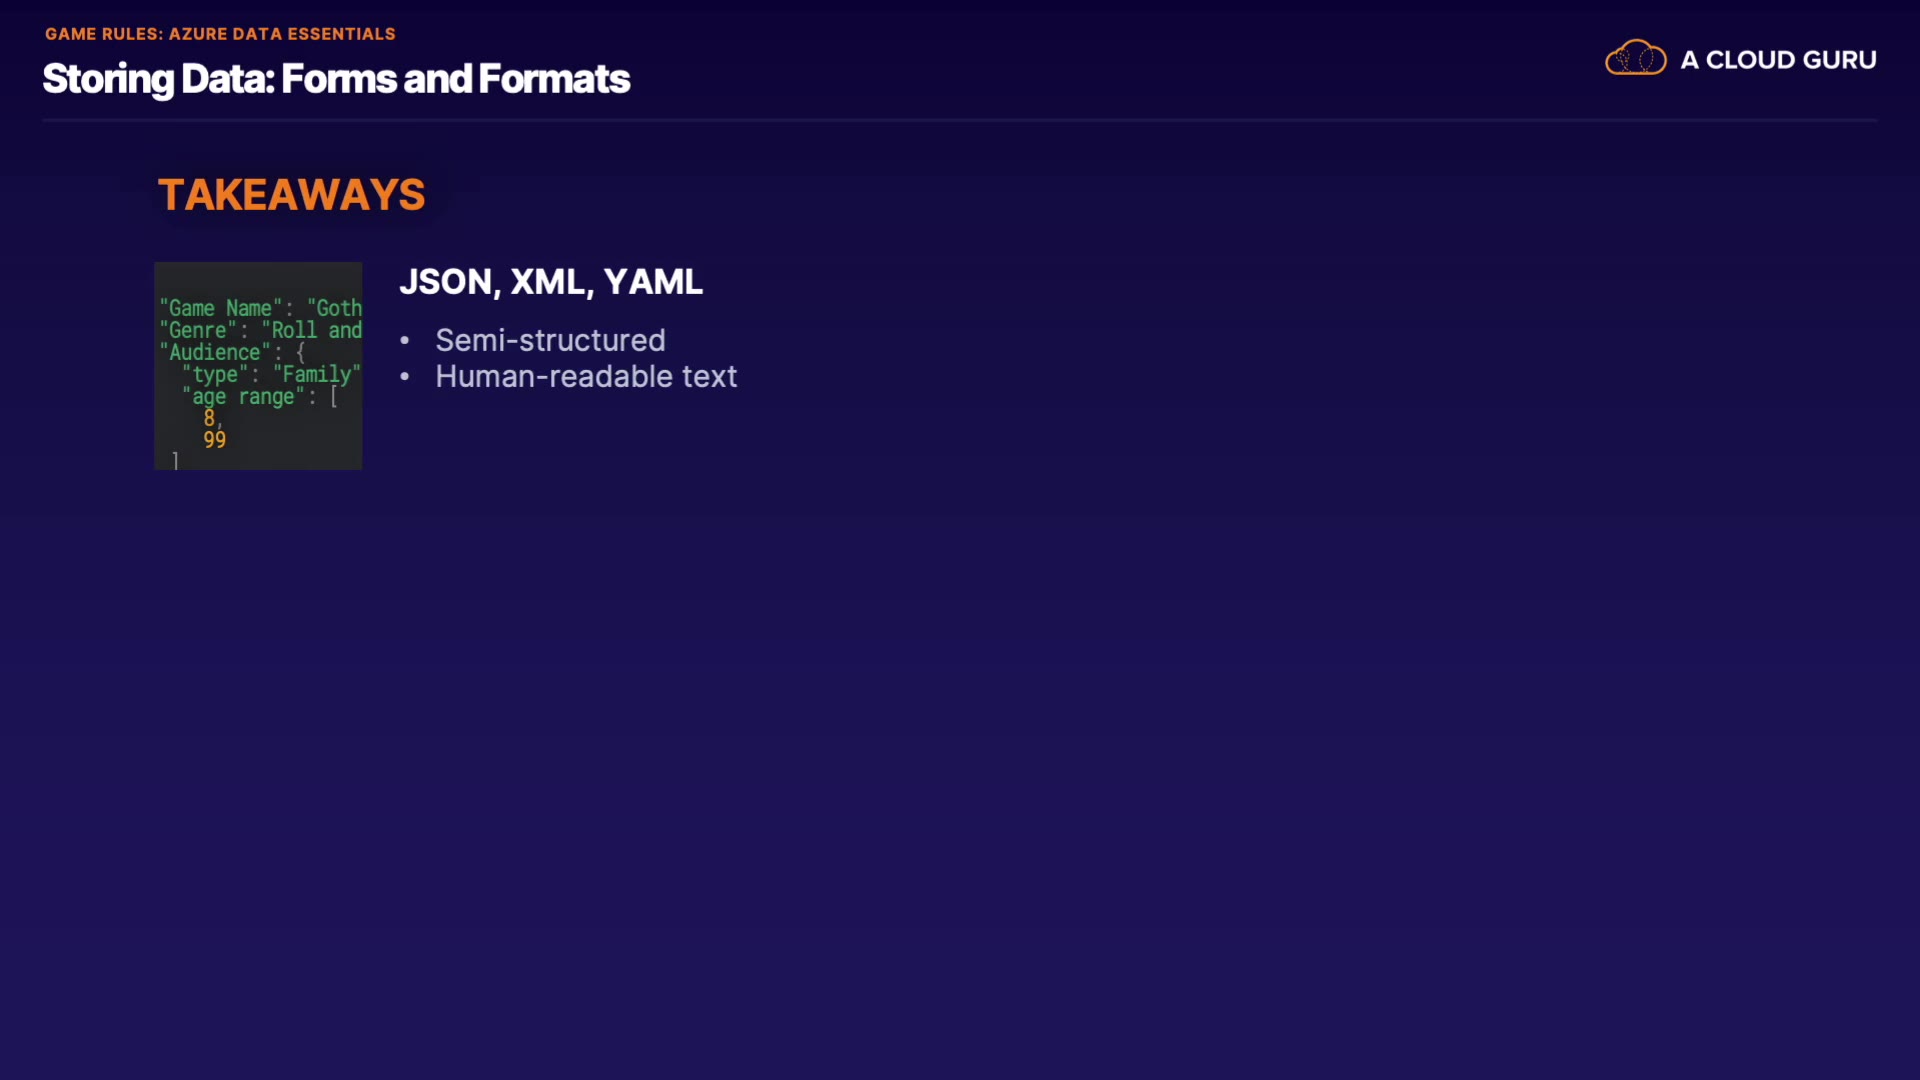 GAME RULES: AZURE DATA ESSENTIALS
Storing Data: Forms and Formats
A CLOUD GURU
TAKEAWAYS
"Game Name": "Goth
"Genre": "Roll and
"Audience": {
"type": "Family"
"age range": [
8,
99
]
JSON, XML, YAML
• Semi-structured
• Human-readable text